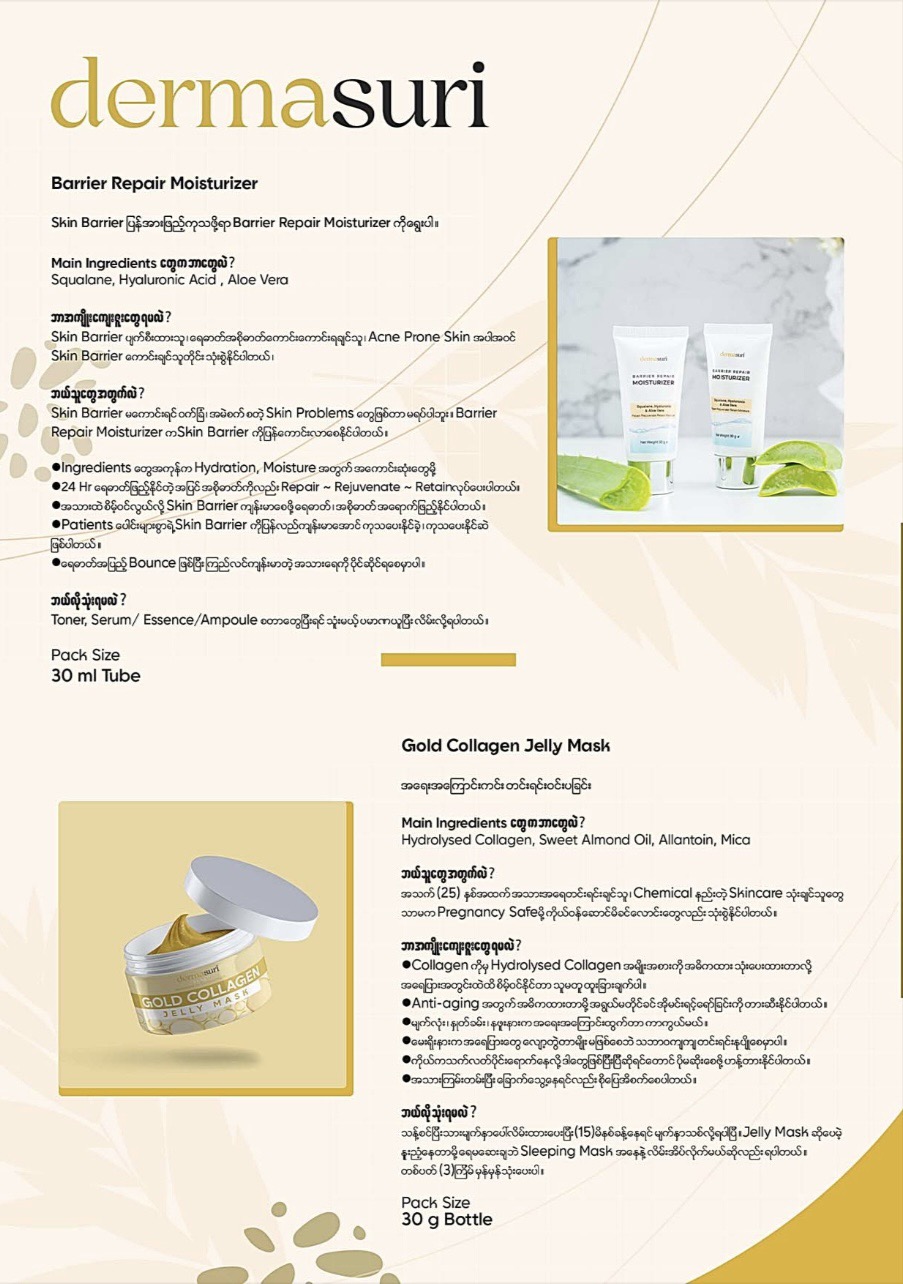 dermasuri
Barrier Repair Moisturizer
Skin Barrier ပြန်အားဖြည့်ကုသဖို့ရာ Barrier Repair Moisturizer ကိုရွေးပါ။
Main Ingredients တွေကဘာတွေလဲ ?
Squalane, Hyaluronic Acid , Aloe Vera
ဘာအကျိုးကျေးဇူးတွေရမလဲ ?
Skin Barrier ပျက်စီးထားသူ ၊ ရေဓာတ်အစိုဓာတ်ကောင်းကောင်းရချင်သူ ၊ Acne Prone Skin အပါအဝင်
Skin Barrier ကောင်းချင်သူတိုင်း သုံးစွဲနိုင်ပါတယ် ၊
ဘယ်သူတွေအတွက်လဲ ?
Skin Barrier မကောင်းရင် ဝက်ခြံ ၊ အမဲစက် စတဲ့ Skin Problems တွေဖြစ်တာ မရပ်ပါဘူး ။ Barrier
Repair Moisturizer က Skin Barrier ကိုပြန်ကောင်းလာစေနိုင်ပါတယ် ။
●Ingredients တွေအကုန်က Hydration, Moisture အတွက် အကောင်းဆုံးတွေမို့
●24 Hr ရေဓာတ်ဖြည့်နိုင်တဲ့ အပြင် အစိုဓာတ်ကိုလည်း Repair ~ Rejuvenate ~ Retainလုပ်ပေးပါတယ်။
●အသားထဲ စိမ့်ဝင်လွယ်လို့ Skin Barrier ကျန်းမာစေဖို့ ရေဓာတ် ၊ အစိုဓာတ် အရောက်ဖြည့်နိုင်ပါတယ် ။
●Patients ပေါင်းများစွာရဲ့ Skin Barrier ကိုပြန်လည်ကျန်းမာအောင် ကုသပေးနိုင်ခဲ့ ၊ ကုသပေးနိုင်ဆဲ
ဖြစ်ပါတယ် ။
●ရေဓာတ်အပြည့် Bounce ဖြစ်ပြီး ကြည်လင်ကျန်းမာတဲ့ အသားရေကို ပိုင်ဆိုင်ရစေမှာပါ ။
ဘယ်လိုသုံးရမလဲ ?
Toner, Serum/ Essence/Ampoule စတာတွေပြီးရင် သုံးမယ့် ပမာဏယူပြီး လိမ်းလို့ရပါတယ် ။
Pack Size
30 ml Tube
dermasuri
BARRIER REPAIR
MOISTURIZER
Squalane, Hyaluronic
& Aloe Vera
dermasuri
BARRIER REPAIR
MOISTURIZER
Squalane, Hyaluronic
& Aloe Vera
Gold Collagen Jelly Mask
အရေးအကြောင်းကင်း တင်းရင်းဝင်းပခြင်း
Main Ingredients တွေကဘာတွေလဲ ?
Hydrolysed Collagen, Sweet Almond Oil, Allantoin, Mica
ဘယ်သူတွေအတွက်လဲ ?
အသက် (25) နှစ်အထက် အသားအရေတင်းရင်းချင်သူ ၊ Chemical နည်းတဲ့ Skincare သုံးချင်သူတွေ
သာမက Pregnancy Safeမို့ ကိုယ်ဝန်ဆောင်မိခင်လောင်းတွေလည်း သုံးစွဲနိုင်ပါတယ် ။
ဘာအကျိုးကျေးဇူးတွေရမလဲ ?
●Collagen ကိုမှ Hydrolysed Collagen အမျိုးအစားကို အဓိကထား သုံးပေးထားတာလို့
အရေပြားအတွင်းထဲထိ စိမ့်ဝင်နိုင်တာ သူမတူ ထူးခြားချက်ပါ ။
●Anti-aging အတွက် အဓိကထားတာမို့ အရွယ်မတိုင်ခင် အိုမင်းရင့်ရော်ခြင်းကို တားဆီးနိုင်ပါတယ် ။
●မျက်လုံး ၊ နှုတ်ခမ်း ၊ နဖူးနားက အရေးအကြောင်းထွက်တာ ကာကွယ်မယ် ။
●မေးရိုးနားက အရေပြားတွေ လျော့တွဲတာမျိုး မဖြစ်စေဘဲ သဘာဝကျကျ တင်းရင်းနုပျိုစေမှာပါ ။
●ကိုယ်ကသက်လတ်ပိုင်းရောက်နေလို့ ဒါတွေဖြစ်ပြီးပြီဆိုရင်တောင် ပိုမဆိုးစေဖို့ ဟန့်တားနိုင်ပါတယ် ။
●အသားကြမ်းတမ်းပြီး ခြောက်သွေ့နေရင်လည်း စိုပြေအိစက်စေပါတယ် ။
ဘယ်လိုသုံးရမလဲ ?
သန့်စင်ပြီးသားမျက်နှာပေါ်လိမ်းထားပေးပြီး (15)မိနစ်ခန့်နေရင် မျက်နှာသစ်လို့ရပါပြီ ။ Jelly Mask ဆိုပေမဲ့
နူးညံ့နေတာမို့ ရေမဆေးချဘဲ Sleeping Mask အနေနဲ့ လိမ်းအိပ်လိုက်မယ်ဆိုလည်း ရပါတယ် ။
တစ်ပတ် (3)ကြိမ် မှန်မှန်သုံးပေးပါ ။
Pack Size
30 g Bottle
dermasuri
GOLD COLLAGEN
JELLY MASK